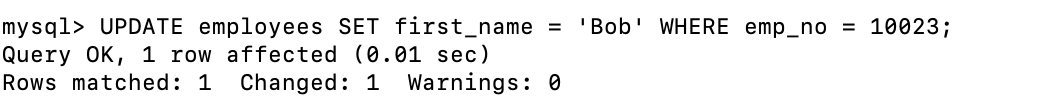 mysql> UPDATE employees SET first_name = 'Bob' WHERE emp_no = 10023;
Query OK, 1 row affected (0.01 sec)
Rows matched: 1  Changed: 1  Warnings: 0